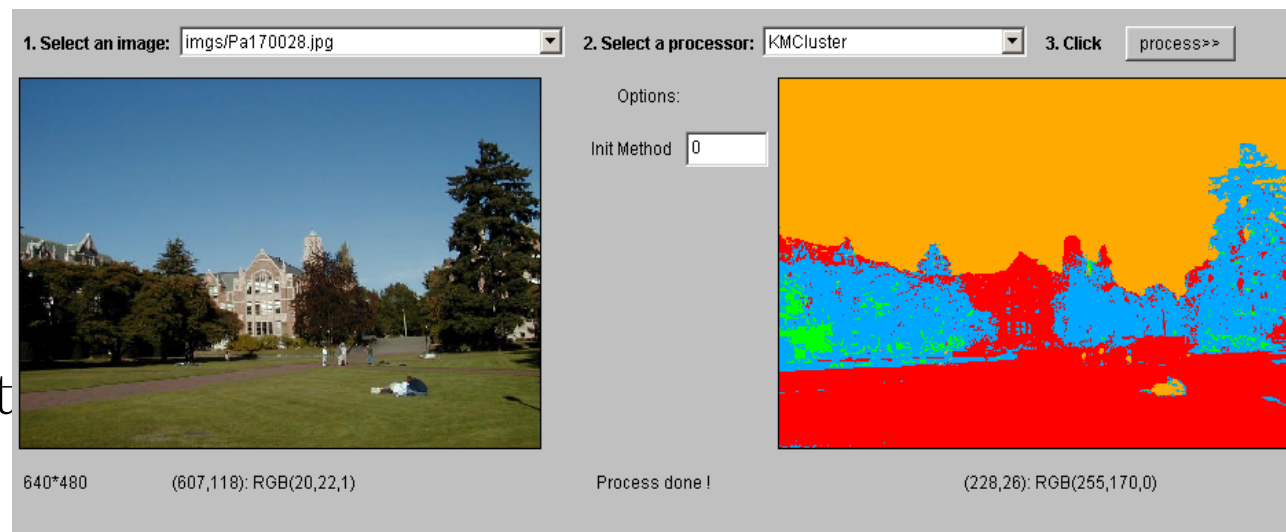 1. Select an image: imgs/Pa170028.jpg 2. Select a processor: KMCluster 3. Click process>>
Options:
Init Method 0
t
640*480 (607,118): RGB(20,22,1) Process done ! (228,26): RGB(255,170,0)